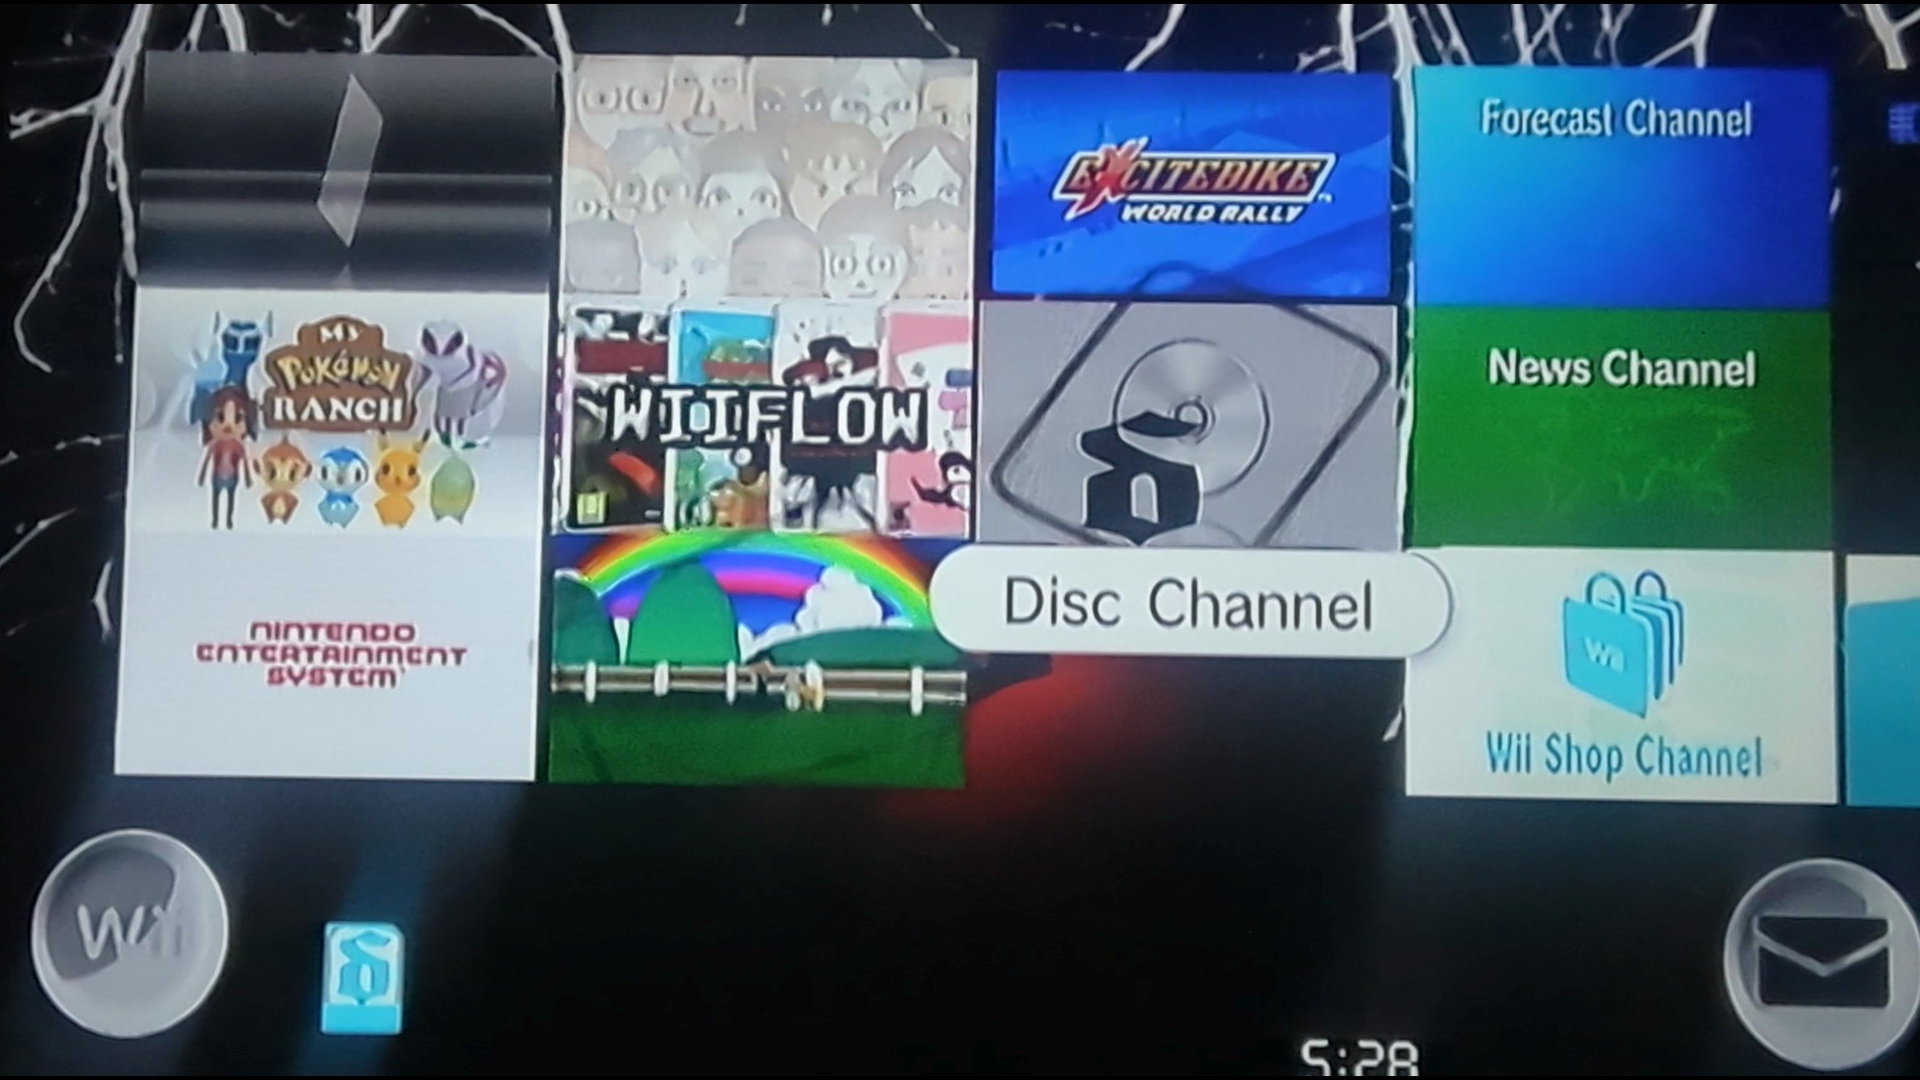 EXCITEBIKE
WORLD RALLY
Forecast Channel
MY
POKéMON
RANCH
WIIFLOW
News Channel
Disc Channel
NINTENDO
ENTERTAINMENT
SYSTEM
Wii
Wii Shop Channel
Wii
5:28